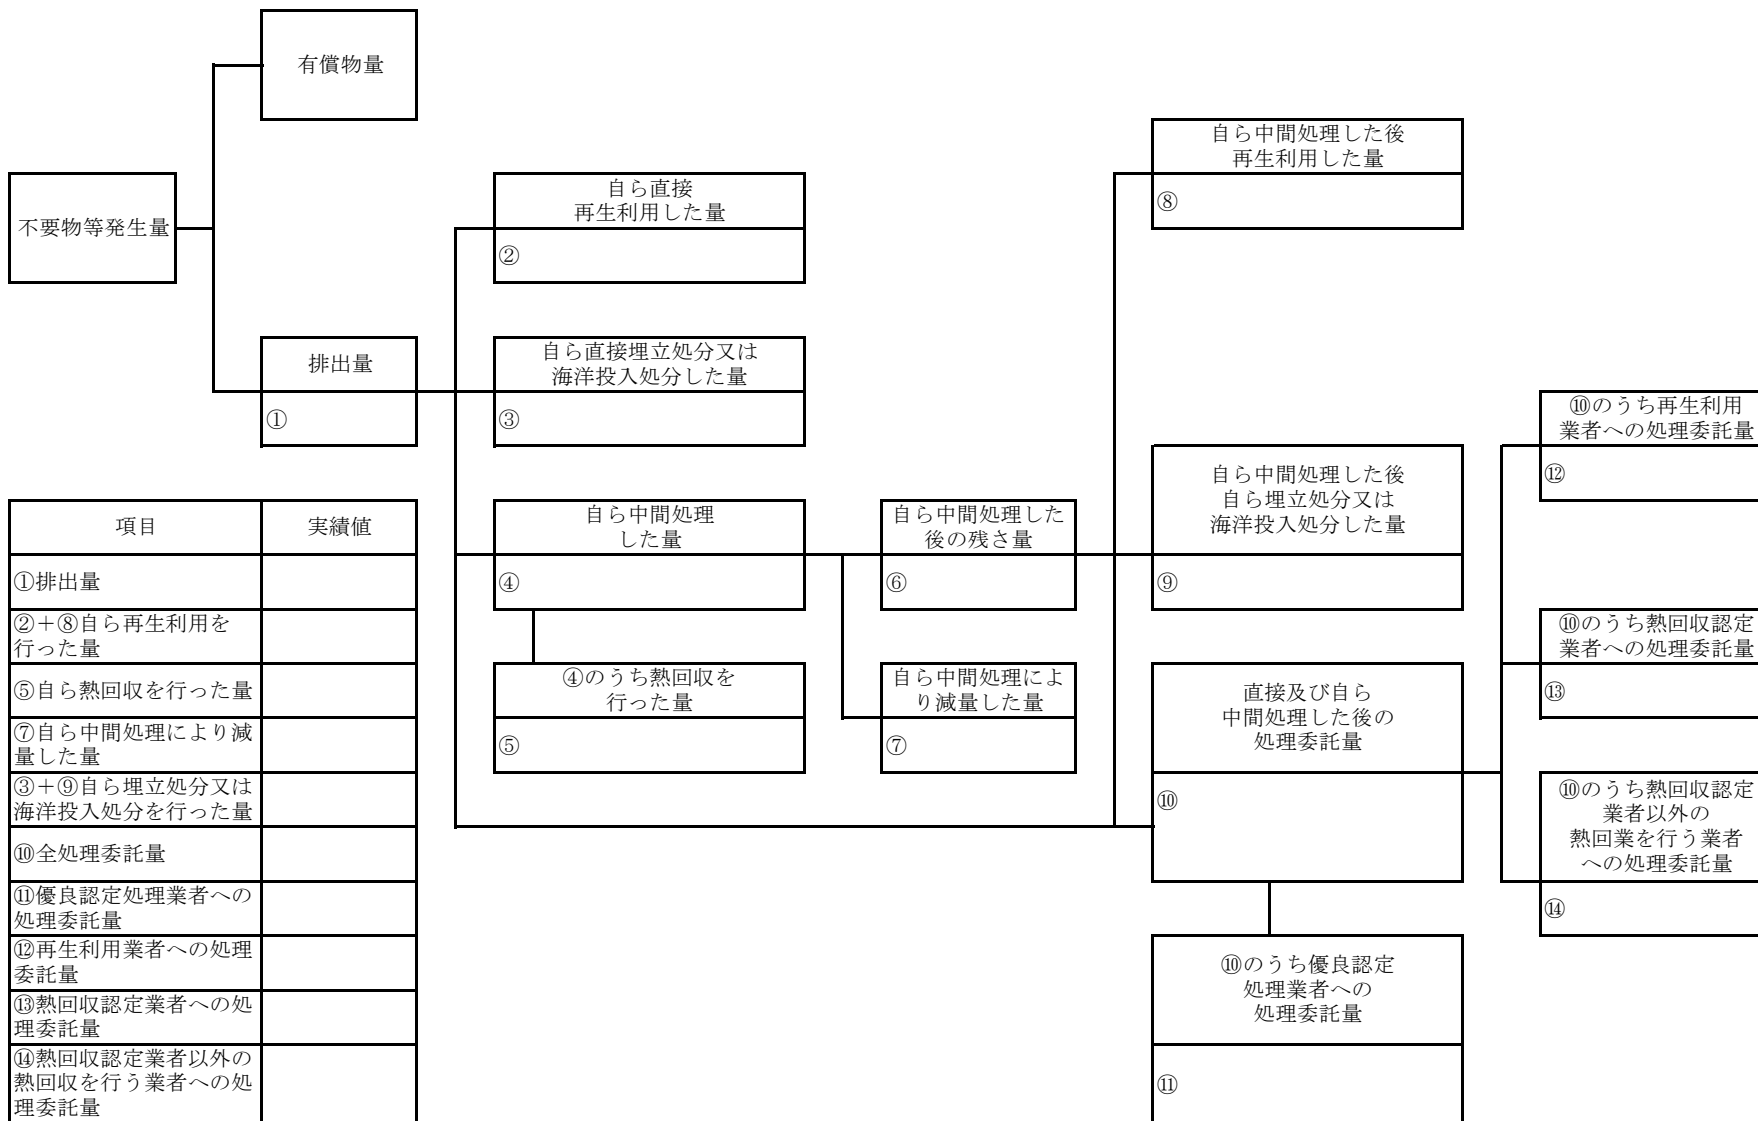 有償物量
不要物等発生量
排出量
①
自ら直接
再生利用した量
②
自ら直接埋立処分又は
海洋投入処分した量
③
自ら中間処理
した量
④
④のうち熱回収を
行った量
⑤
自ら中間処理した
後の残さ量
⑥
自ら中間処理によ
り減量した量
⑦
自ら中間処理した後
再生利用した量
⑧
自ら中間処理した後
自ら埋立処分又は
海洋投入処分した量
⑨
直接及び自ら
中間処理した後の
処理委託量
⑩
⑩のうち優良認定
処理業者への
処理委託量
⑪
⑩のうち再生利用
業者への処理委託量
⑫
⑩のうち熱回収認定
業者への処理委託量
⑬
⑩のうち熱回収認定
業者以外の
熱回業を行う業者
への処理委託量
⑭
項目 実績値
①排出量
②＋⑧自ら再生利用を
行った量
⑤自ら熱回収を行った量
⑦自ら中間処理により減
量した量
③＋⑨自ら埋立処分又は
海洋投入処分を行った量
⑩全処理委託量
⑪優良認定処理業者への
処理委託量
⑫再生利用業者への処理
委託量
⑬熱回収認定業者への処
理委託量
⑭熱回収認定業者以外の
熱回収を行う業者への処
理委託量